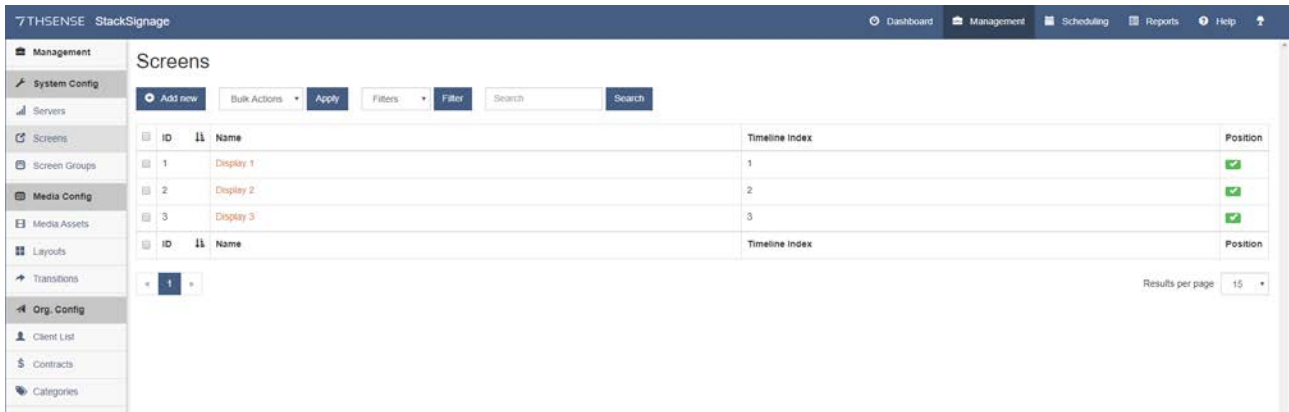 7THSENSE StackSignage
Dashboard Management Scheduling Reports Help
Management
System Config
Servers
Screens
Screen Groups
Media Config
Media Assets
Layouts
Transitions
Org. Config
Client List
Contracts
Categories
Screens
Add new Bulk Actions Apply Filters Filter Search Search
ID Name Timeline Index Position
1 Display 1 1
2 Display 2 2
3 Display 3 3
ID Name Timeline Index Position
« 1 » Results per page 15